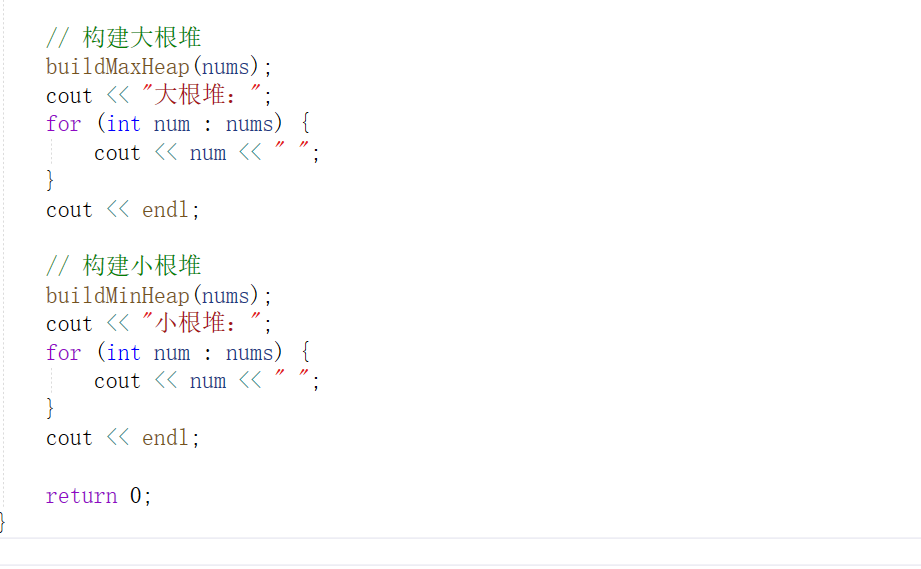 // 构建大根堆
buildMaxHeap(nums);
cout << "大根堆：";
for (int num : nums) {
    cout << num << " ";
}
cout << endl;

// 构建小根堆
buildMinHeap(nums);
cout << "小根堆：";
for (int num : nums) {
    cout << num << " ";
}
cout << endl;

return 0;
}